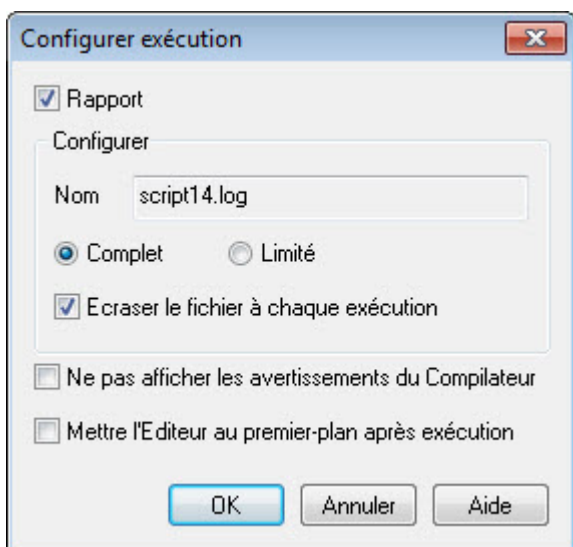 Configurer exécution
Rapport
Configurer
Nom script14.log
Complet Limité
Ecraser le fichier à chaque exécution
Ne pas afficher les avertissements du Compilateur
Mettre l'Editeur au premier-plan après exécution
OK Annuler Aide